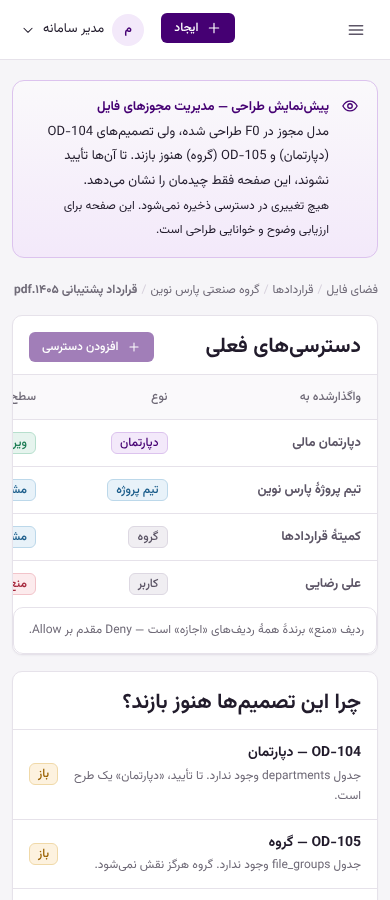 ایجاد
م
مدیر سامانه
پیش‌نمایش طراحی — مدیریت مجوزهای فایل
مدل مجوز در F0 طراحی شده، ولی تصمیم‌های OD-104
(دپارتمان) و OD-105 (گروه) هنوز بازند. تا آن‌ها تأیید
نشوند، این صفحه فقط چیدمان را نشان می‌دهد.
هیچ تغییری در دسترسی ذخیره نمی‌شود. این صفحه برای
ارزیابی وضوح و خوانایی طراحی است.
فضای فایل / قراردادها / گروه صنعتی پارس نوین / قرارداد پشتیبانی ۱۴۰۵.pdf
دسترسی‌های فعلی
افزودن دسترسی
واگذارشده به نوع سطح
دپارتمان مالی دپارتمان
تیم پروژهٔ پارس نوین تیم پروژه
کمیتهٔ قراردادها گروه
علی رضایی کاربر
ردیف «منع» برندهٔ همهٔ ردیف‌های «اجازه» است — Deny مقدم بر Allow.
چرا این تصمیم‌ها هنوز بازند؟
OD-104 — دپارتمان
جدول departments وجود ندارد. تا تأیید، «دپارتمان» یک طرح
است.
باز
OD-105 — گروه
جدول file_groups وجود ندارد. گروه هرگز نقش نمی‌شود.
باز